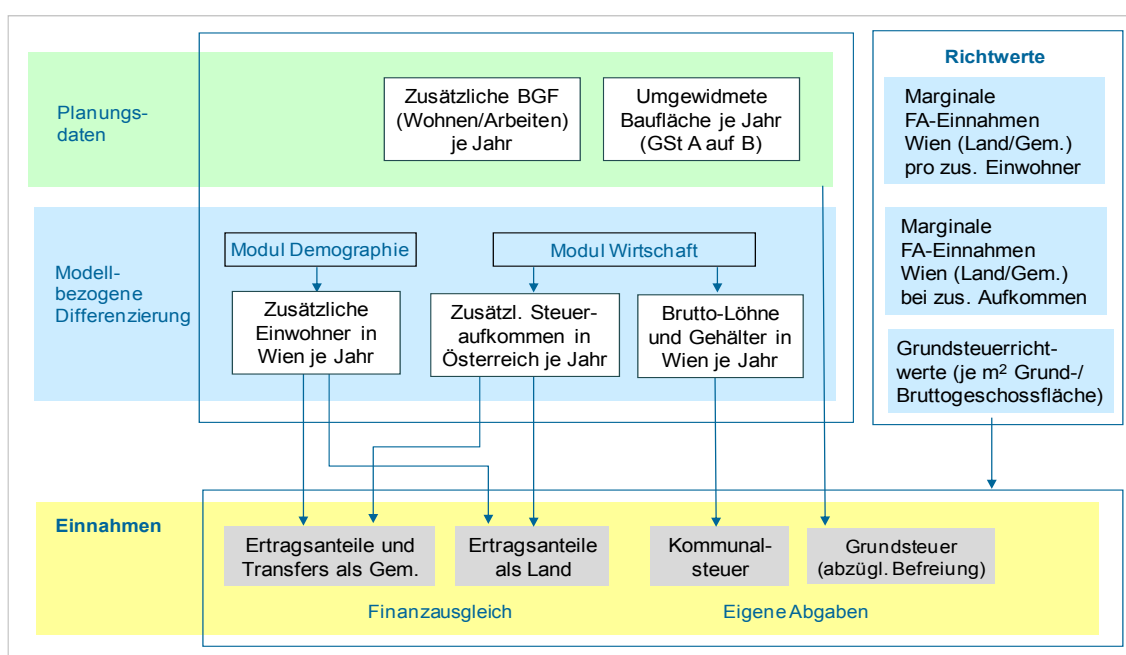 Richtwerte
Planungs-
daten
Zusätzliche BGF
(Wohnen/Arbeiten)
je Jahr
Umgewidmete
Baufläche je Jahr
(GSt A auf B)
Marginale
FA-Einnahmen
Wien (Land/Gem.)
pro zus. Einwohner
Modell-
bezogene
Differenzierung
Modul Demographie
Modul Wirtschaft
Zusätzliche
Einwohner in
Wien je Jahr
Zusätzl. Steuer-
aufkommen in
Österreich je Jahr
Brutto-Löhne
und Gehälter in
Wien je Jahr
Marginale
FA-Einnahmen
Wien (Land/Gem.)
bei zus. Aufkommen
Grundsteuerricht-
werte (je m² Grund-/
Bruttogeschossfläche)
Einnahmen
Ertragsanteile und
Transfers als Gem.
Ertragsanteile
als Land
Kommunal-
steuer
Grundsteuer
(abzügl. Befreiung)
Finanzausgleich
Eigene Abgaben